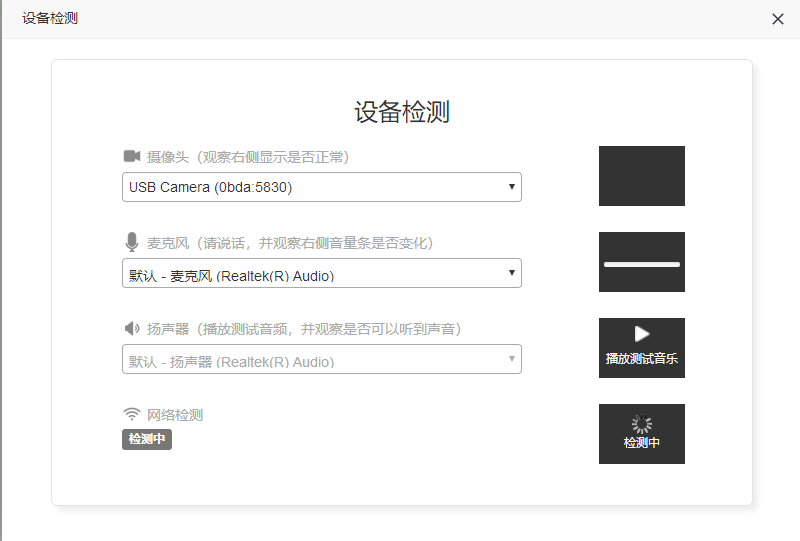 设备检测
设备检测
摄像头（观察右侧显示是否正常）
USB Camera (0bda:5830)
麦克风（请说话，并观察右侧音量条是否变化）
默认 - 麦克风 (Realtek(R) Audio)
扬声器（播放测试音频，并观察是否可以听到声音）
默认 - 扬声器 (Realtek(R) Audio)
播放测试音乐
网络检测
检测中
检测中